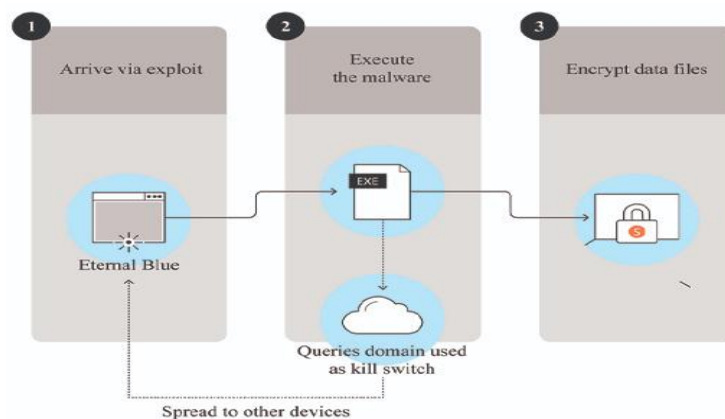 1
Arrive via exploit
2
Execute
the malware
3
Encrypt data files
EXE
S
Eternal Blue
Queries domain used
as kill switch
Spread to other devices